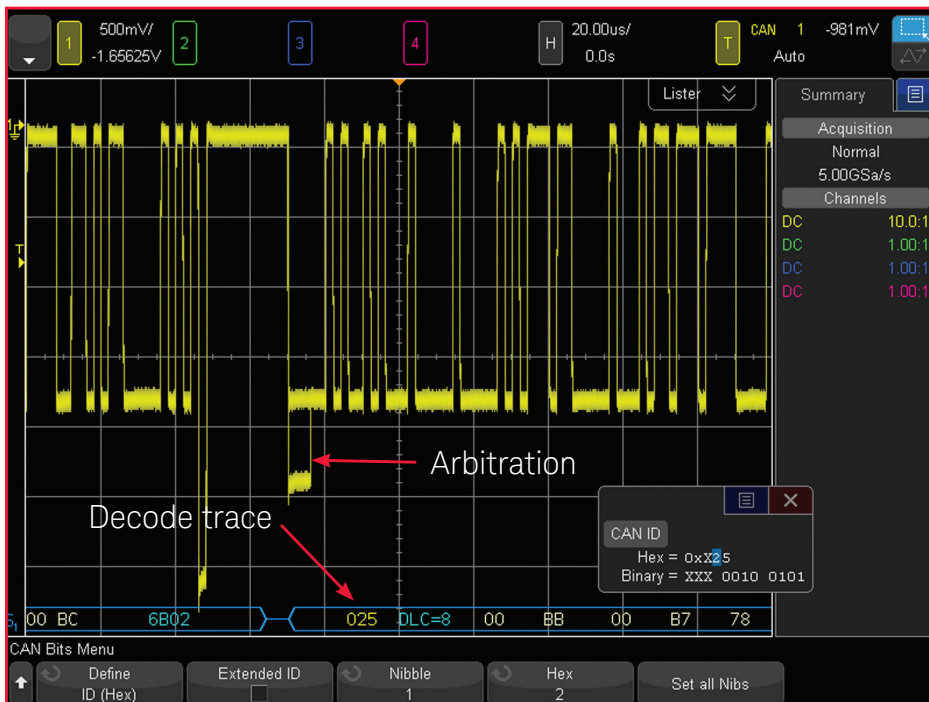 1
500mV/
-1.65625V
2
3
4
H
20.00us/
0.0s
T
CAN 1 -981mV
Auto
Lister
Summary
Acquisition
Normal
5.00GSa/s
Channels
DC 10.0:1
DC 1.00:1
DC 1.00:1
DC 1.00:1
1
T
Arbitration
Decode trace
CAN ID
Hex = 0xX25
Binary = XXX 0010 0101
S1 00 BC 6B02 025 DLC=8 00 BB 00 B7 78
CAN Bits Menu
Define
ID (Hex)
Extended ID
Nibble
1
Hex
2
Set all Nibs